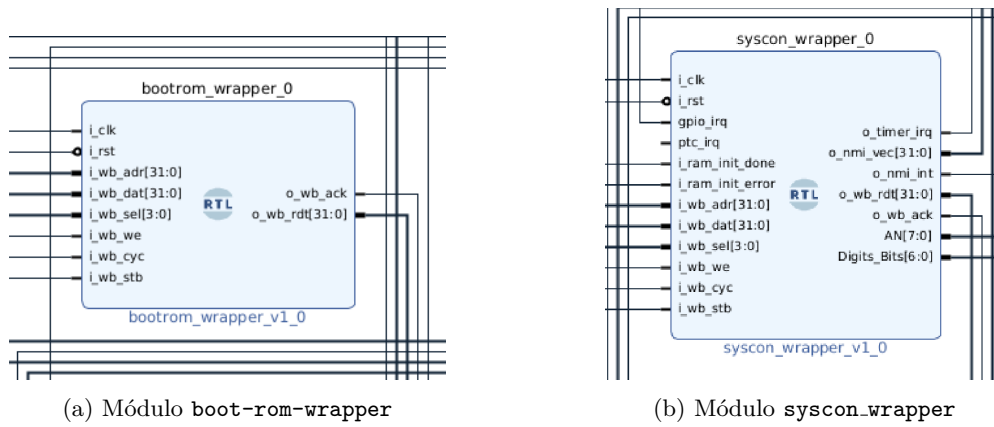 bootrom_wrapper_0
i_clk
i_rst
i_wb_adr[31:0]
i_wb_dat[31:0]
i_wb_sel[3:0]
i_wb_we
i_wb_cyc
i_wb_stb
RTL
o_wb_ack
o_wb_rdt[31:0]
bootrom_wrapper_v1_0
(a) Módulo boot-rom-wrapper
syscon_wrapper_0
i_clk
i_rst
gpio_irq
ptc_irq
i_ram_init_done
i_ram_init_error
i_wb_adr[31:0]
i_wb_dat[31:0]
i_wb_sel[3:0]
i_wb_we
i_wb_cyc
i_wb_stb
RTL
o_timer_irq
o_nmi_vec[31:0]
o_nmi_int
o_wb_rdt[31:0]
o_wb_ack
AN[7:0]
Digits_Bits[6:0]
syscon_wrapper_v1_0
(b) Módulo syscon_wrapper